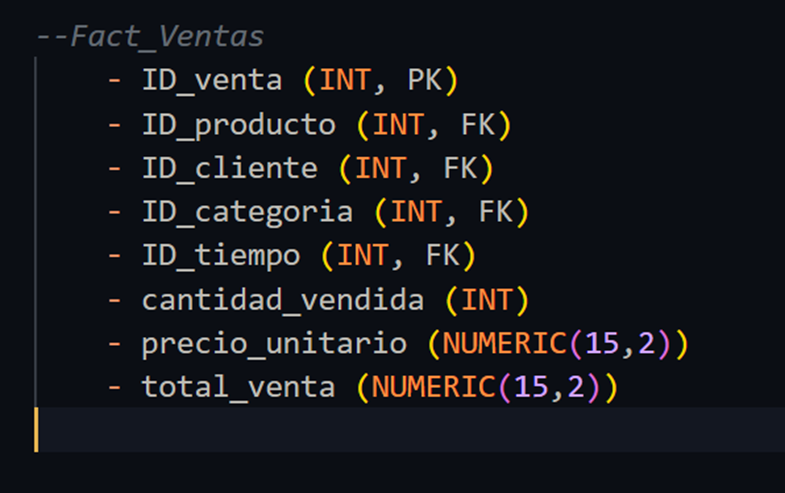 --Fact_Ventas
- ID_venta (INT, PK)
- ID_producto (INT, FK)
- ID_cliente (INT, FK)
- ID_categoria (INT, FK)
- ID_tiempo (INT, FK)
- cantidad_vendida (INT)
- precio_unitario (NUMERIC(15,2))
- total_venta (NUMERIC(15,2))